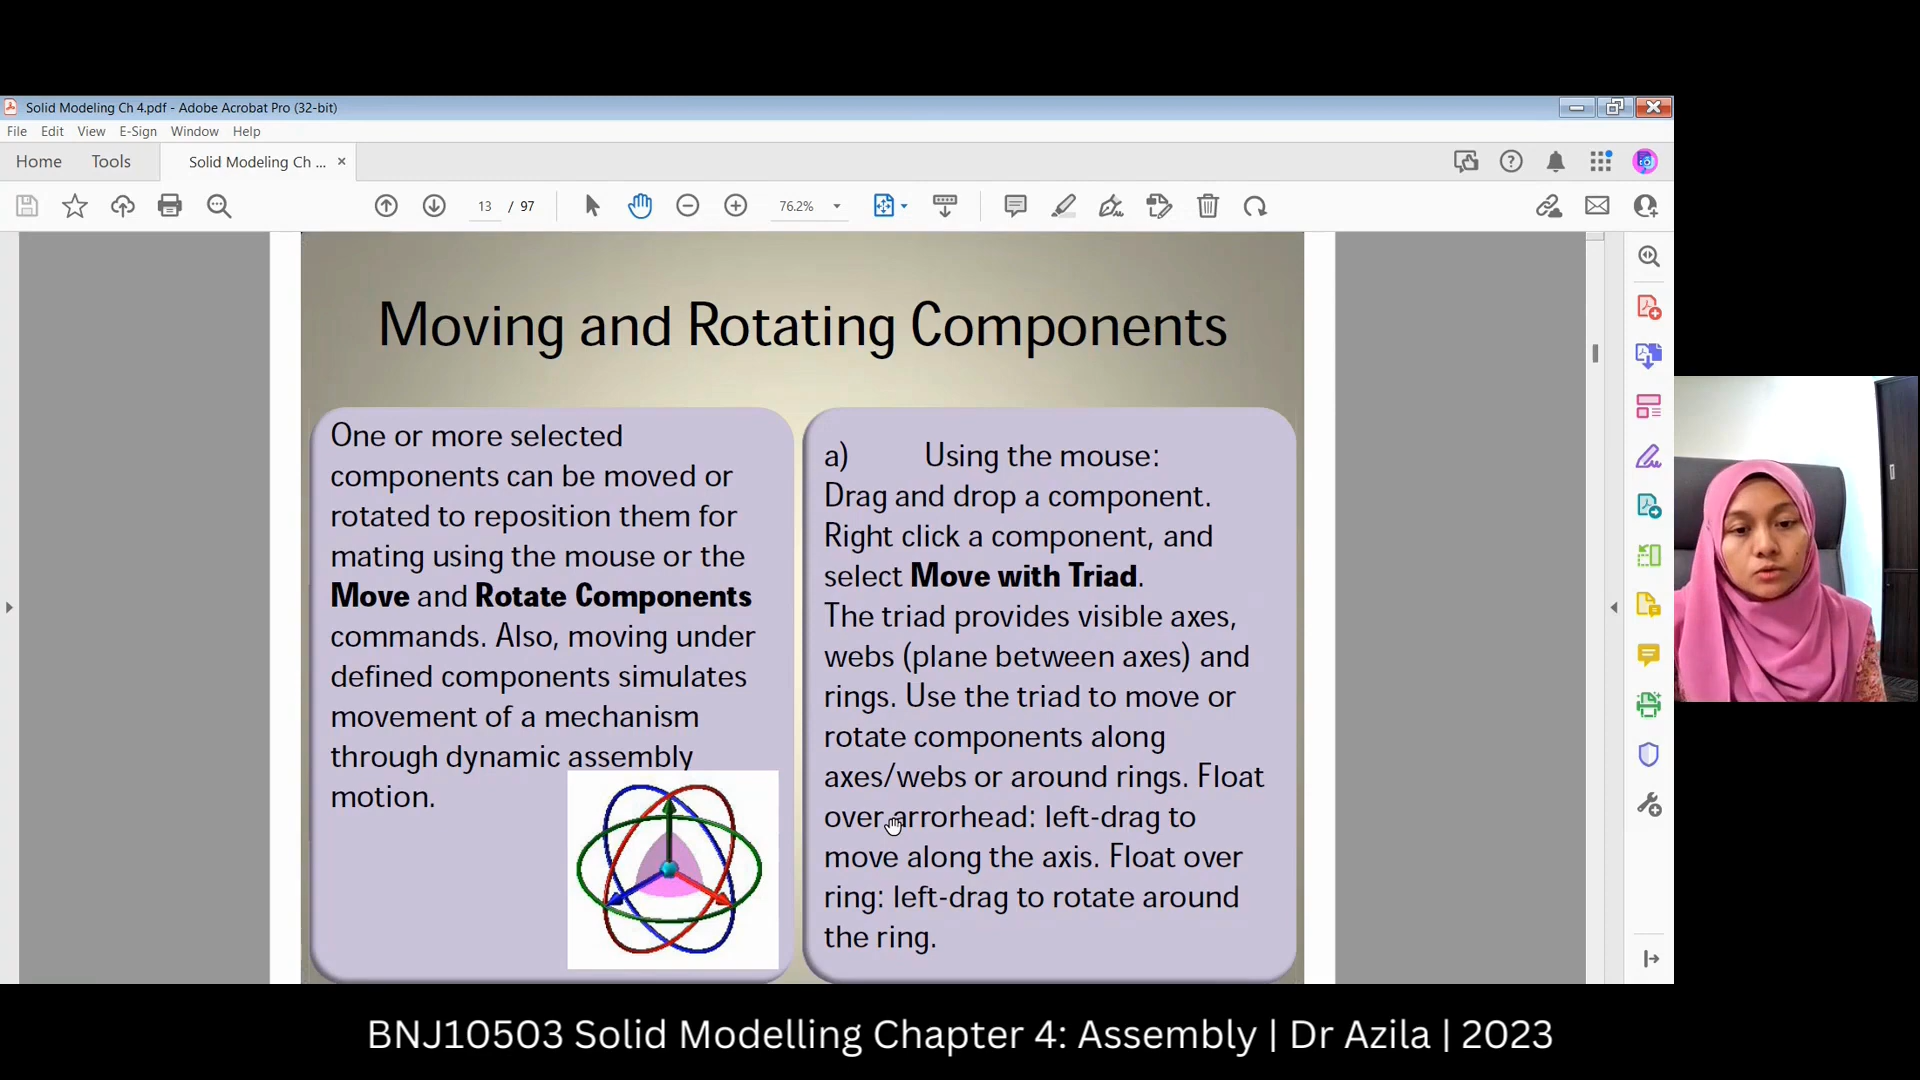 Solid Modeling Ch 4.pdf - Adobe Acrobat Pro (32-bit)
File Edit View E-Sign Window Help
Home Tools Solid Modeling Ch ... ×
13 / 97 76.2%
Moving and Rotating Components
One or more selected
components can be moved or
rotated to reposition them for
mating using the mouse or the
Move and Rotate Components
commands. Also, moving under
defined components simulates
movement of a mechanism
through dynamic assembly
motion.
a) Using the mouse:
Drag and drop a component.
Right click a component, and
select Move with Triad.
The triad provides visible axes,
webs (plane between axes) and
rings. Use the triad to move or
rotate components along
axes/webs or around rings. Float
over arrorhead: left-drag to
move along the axis. Float over
ring: left-drag to rotate around
the ring.
BNJ10503 Solid Modelling Chapter 4: Assembly | Dr Azila | 2023